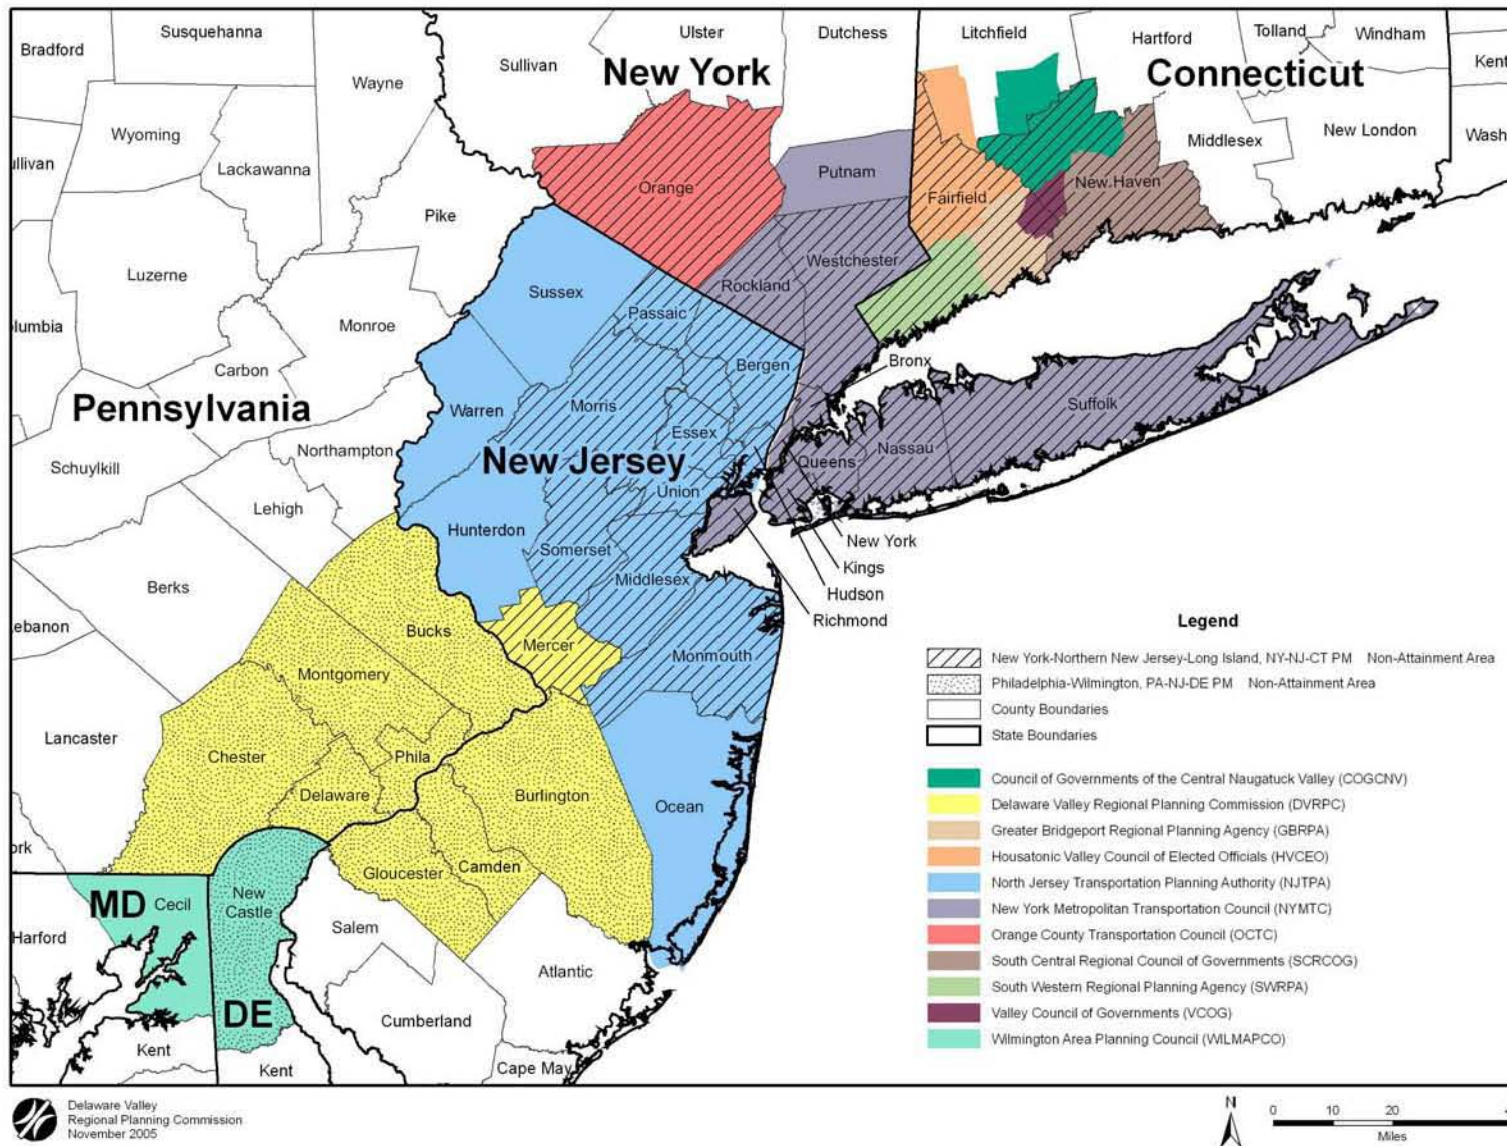 Susquehanna
Bradford
Wayne
Sullivan
Ulster
Dutchess
Litchfield
Hartford
Tolland
Windham
Kent
New York
Connecticut
Wyoming
Lackawanna
ullivan
Middlesex
New London
Wash
Orange
Putnam
Fairfield
New Haven
Pike
Luzerne
Westchester
Rockland
Sussex
Passaic
lumbia
Monroe
Bergen
Bronx
Carbon
Pennsylvania
Warren
Morris
Essex
Suffolk
Northampton
New Jersey
Nassau
Queens
Schuylkill
Union
Lehigh
Hunterdon
Somerset
New York
Kings
Hudson
Richmond
Berks
Middlesex
ebanon
Bucks
Mercer
Montgomery
Monmouth
Lancaster
Chester
Phila.
Delaware
Burlington
Ocean
ork
Gloucester
Camden
MD
Cecil
New
Castle
Harford
Salem
Atlantic
DE
Cumberland
Kent
Kent
Cape May
Legend
New York-Northern New Jersey-Long Island, NY-NJ-CT PM Non-Attainment Area
Philadelphia-Wilmington, PA-NJ-DE PM Non-Attainment Area
County Boundaries
State Boundaries
Council of Governments of the Central Naugatuck Valley (COGCNV)
Delaware Valley Regional Planning Commission (DVRPC)
Greater Bridgeport Regional Planning Agency (GBRPA)
Housatonic Valley Council of Elected Officials (HVCEO)
North Jersey Transportation Planning Authority (NJTPA)
New York Metropolitan Transportation Council (NYMTC)
Orange County Transportation Council (OCTC)
South Central Regional Council of Governments (SCRCOG)
South Western Regional Planning Agency (SWRPA)
Valley Council of Governments (VCOG)
Wilmington Area Planning Council (WILMAPCO)
Delaware Valley
Regional Planning Commission
November 2005
N
0 10 20
Miles